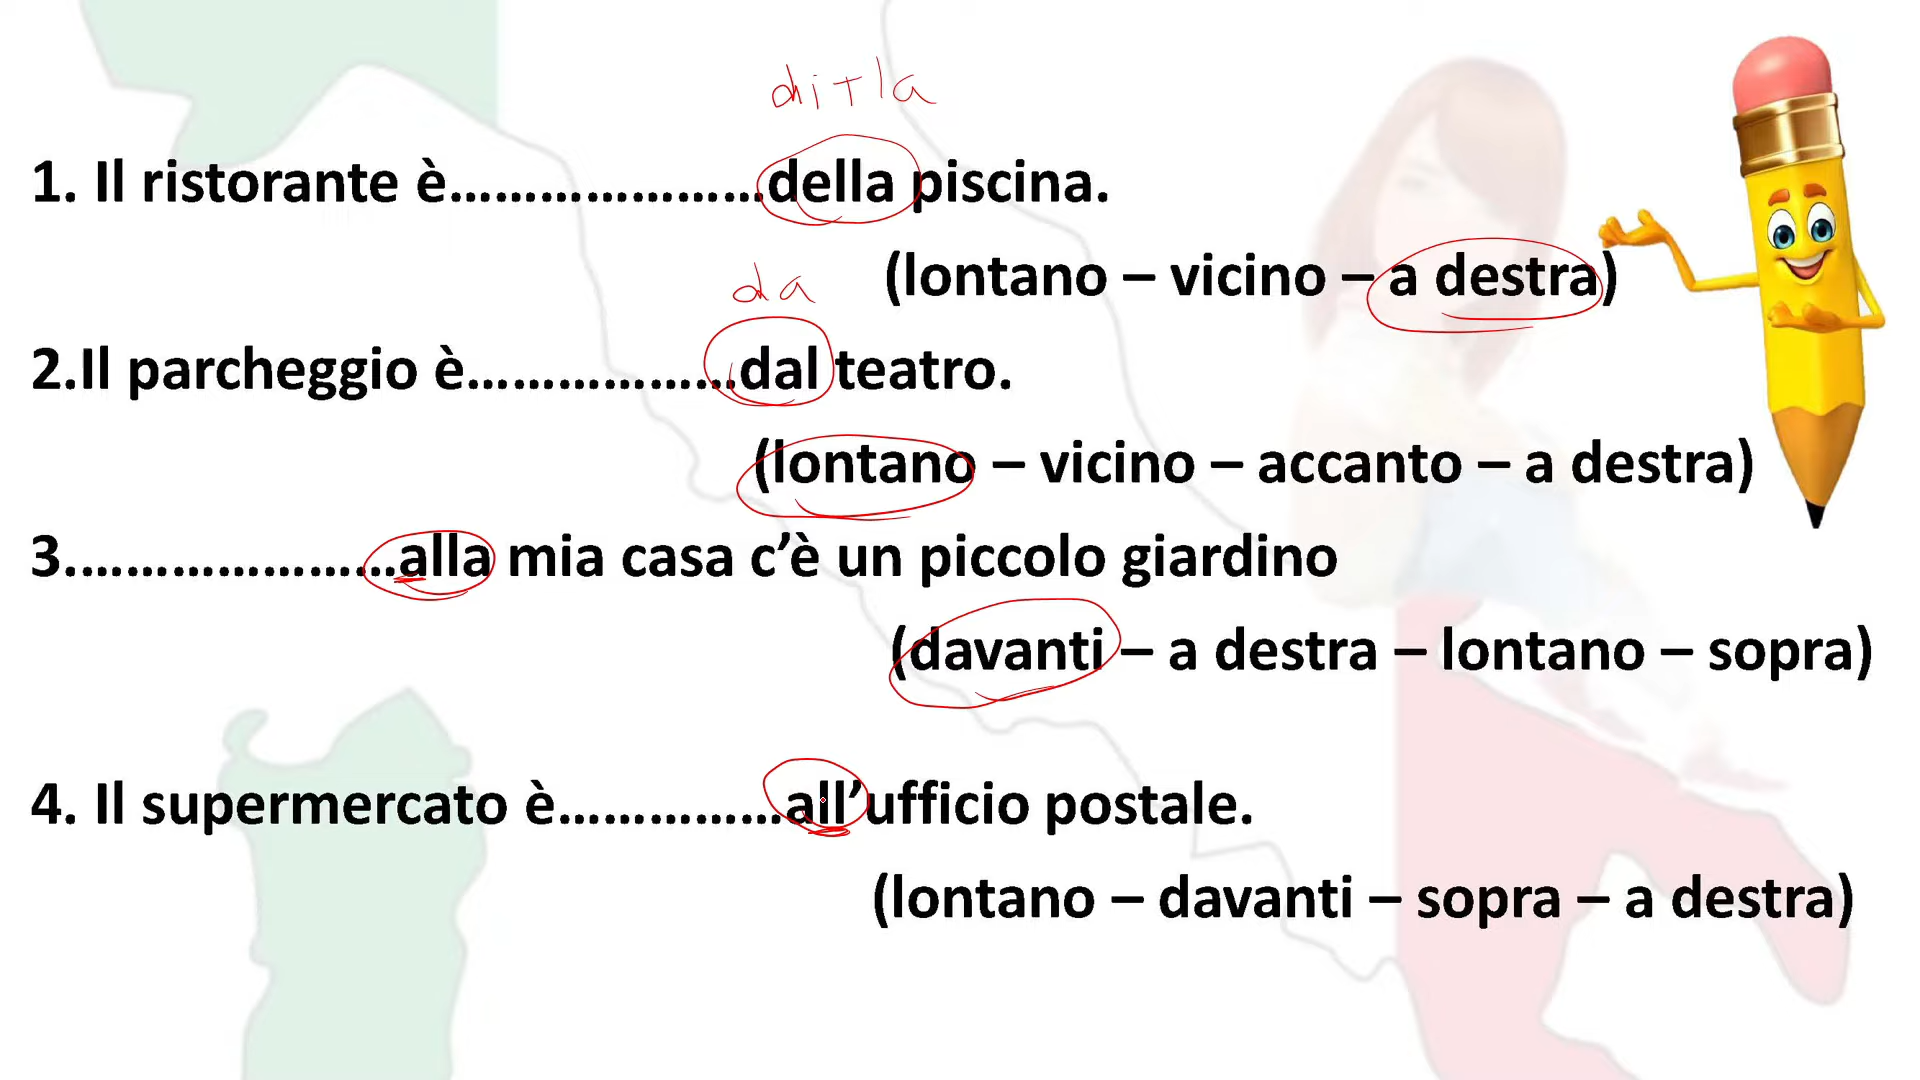 di+la
1. Il ristorante è.....................della piscina.
(lontano – vicino – a destra)
da
2.Il parcheggio è..................dal teatro.
(lontano – vicino – accanto – a destra)
3......................alla mia casa c’è un piccolo giardino
(davanti – a destra – lontano – sopra)
4. Il supermercato è...............all’ufficio postale.
(lontano – davanti – sopra – a destra)